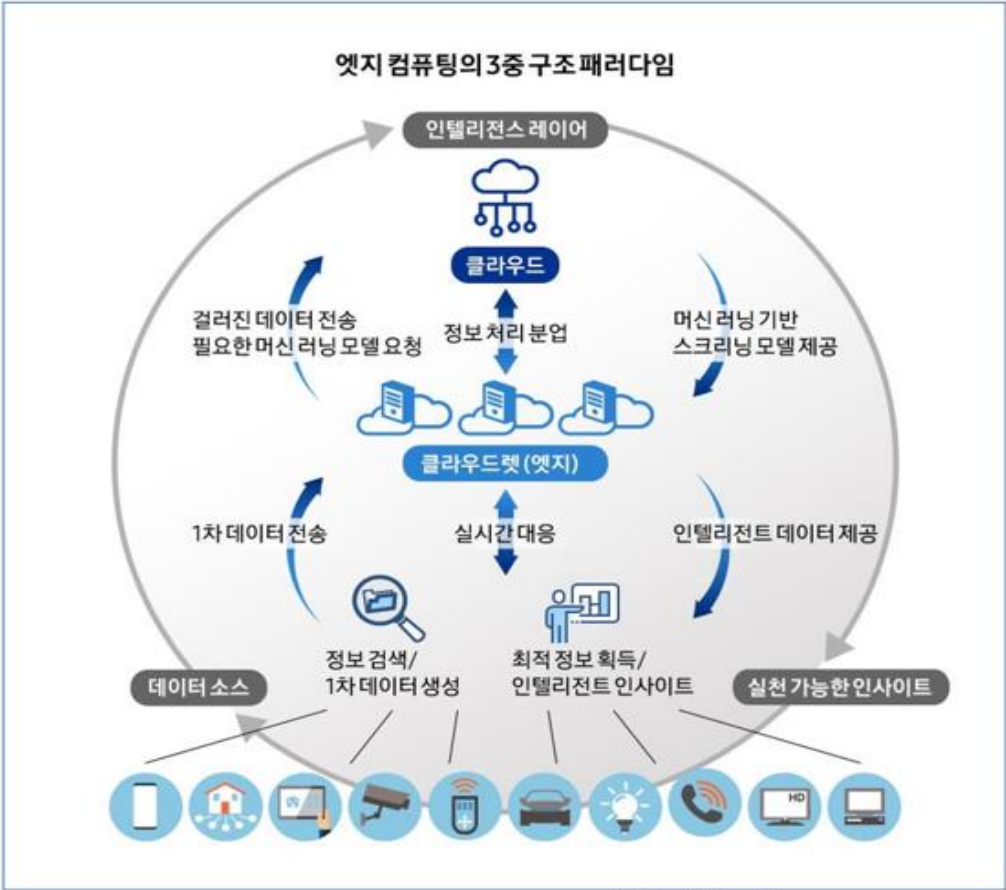 엣지 컴퓨팅의 3중 구조 패러다임
인텔리전스 레이어
클라우드
걸러진 데이터 전송
필요한 머신 러닝 모델 요청
정보 처리 분업
머신 러닝 기반
스크리닝 모델 제공
클라우드렛 (엣지)
1차 데이터 전송
실시간 대응
인텔리전트 데이터 제공
정보 검색/
1차 데이터 생성
최적 정보 획득/
인텔리전트 인사이트
데이터 소스
실천 가능한 인사이트
HD